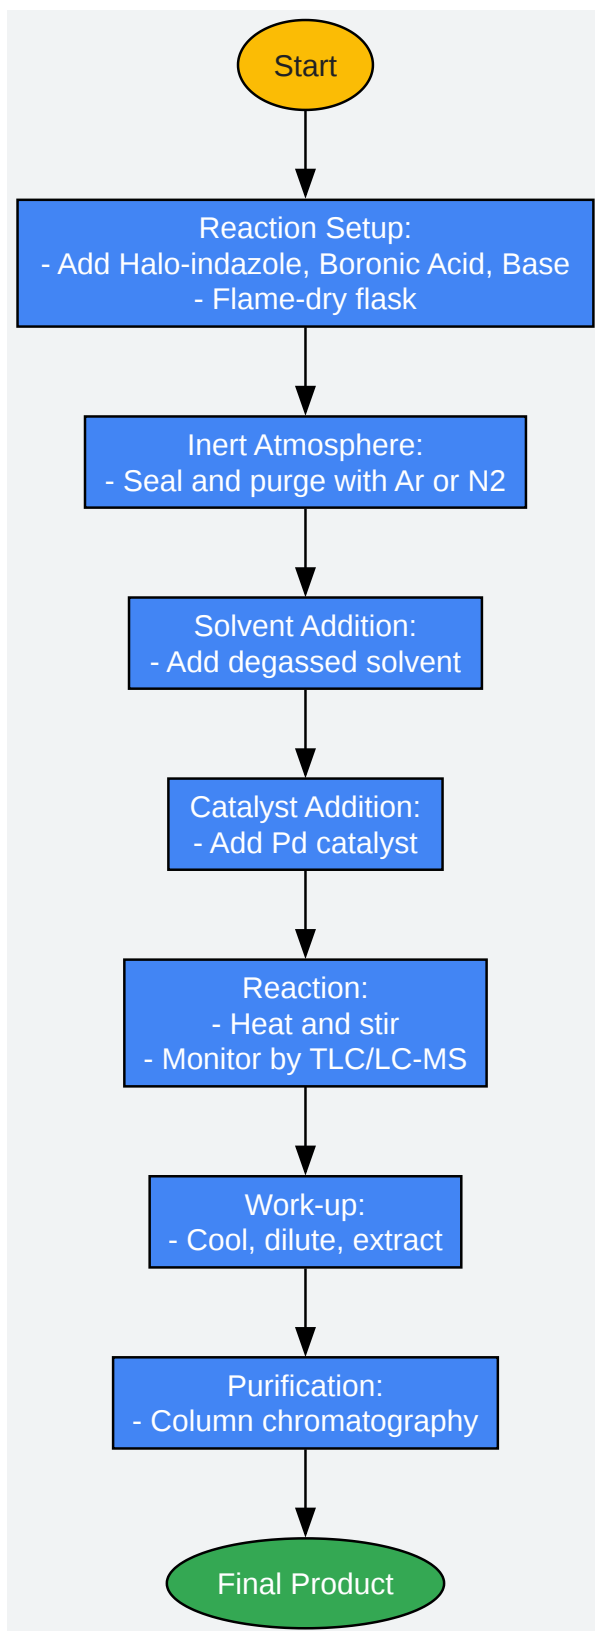 Start
Reaction Setup:
- Add Halo-indazole, Boronic Acid, Base
- Flame-dry flask
Inert Atmosphere:
- Seal and purge with Ar or N2
Solvent Addition:
- Add degassed solvent
Catalyst Addition:
- Add Pd catalyst
Reaction:
- Heat and stir
- Monitor by TLC/LC-MS
Work-up:
- Cool, dilute, extract
Purification:
- Column chromatography
Final Product